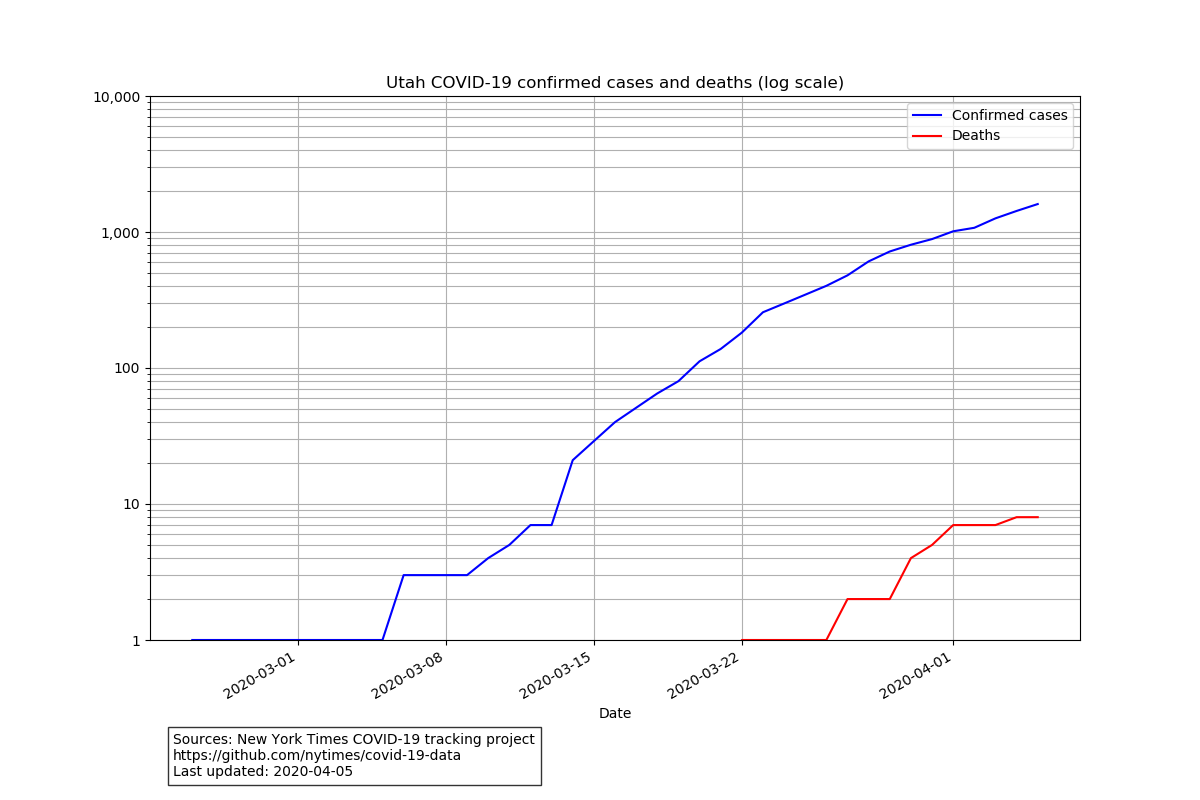 Utah COVID-19 confirmed cases and deaths (log scale)
10,000
1,000
100
10
1
Confirmed cases
Deaths
2020-03-01
2020-03-08
2020-03-15
2020-03-22
2020-04-01
Date
Sources: New York Times COVID-19 tracking project
https://github.com/nytimes/covid-19-data
Last updated: 2020-04-05